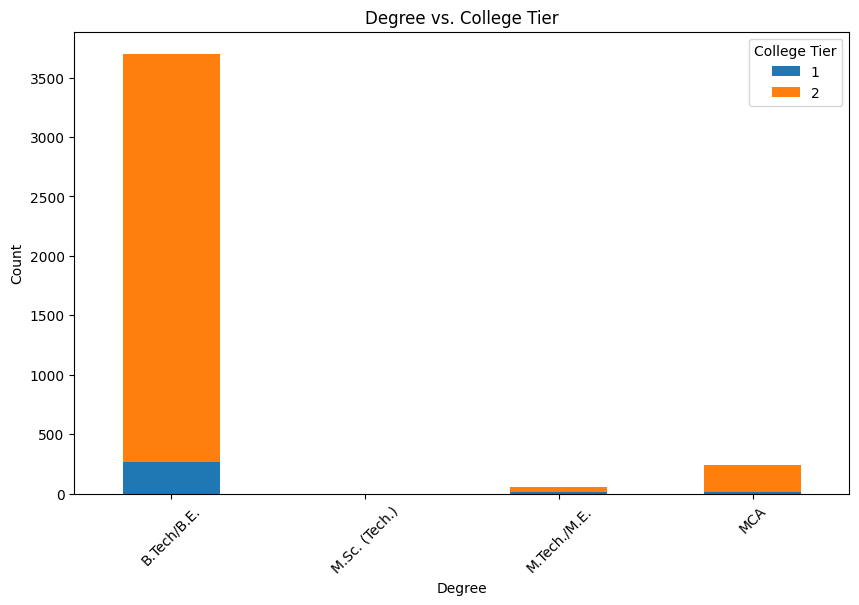 Degree vs. College Tier
College Tier
1
2
3500
3000
2500
2000
1500
1000
500
0
Count
B.Tech/B.E.
M.Sc. (Tech.)
M.Tech./M.E.
MCA
Degree